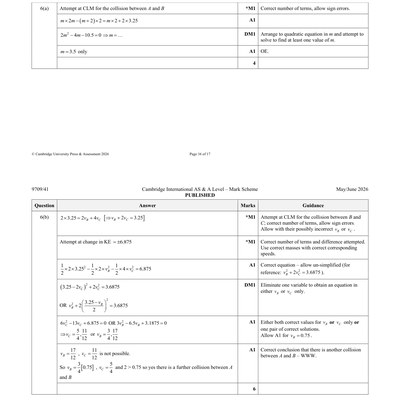 6(a) Attempt at CLM for the collision between A and B *M1 Correct number of terms, allow sign errors.
m×2m−(m+2)×2=m×2+2×3.25 A1
2m²−4m−10.5=0 ⇒ m=... DM1 Arrange to quadratic equation in m and attempt to
solve to find at least one value of m.
m=3.5 only A1 OE.
4
© Cambridge University Press & Assessment 2026 Page 16 of 17
9709/41 Cambridge International AS & A Level – Mark Scheme May/June 2026
PUBLISHED
Question Answer Marks Guidance
6(b) 2×3.25=2v_B+4v_C [⇒v_B+2v_C=3.25] *M1 Attempt at CLM for the collision between B and
C, correct number of terms, allow sign errors.
Allow with their possibly incorrect v_B or v_C.
Attempt at change in KE = ±6.875 *M1 Correct number of terms and difference attempted.
Use correct masses with correct corresponding
speeds.
1/2×2×3.25²−1/2×2×v_B²−1/2×4×v_C²=6.875 A1 Correct equation – allow un-simplified (for
reference: v_B²+2v_C²=3.6875).
(3.25−2v_C)²+2v_C²=3.6875 DM1 Eliminate one variable to obtain an equation in
either v_B or v_C only.
OR v_B²+2((3.25−v_B)/2)²=3.6875
6v_C²−13v_C+6.875=0 OR 3v_B²−6.5v_B+3.1875=0 A1 Either both correct values for v_B or v_C only or
one pair of correct solutions.
⇒v_C=5/4, 11/12 or v_B=3/4, 17/12 Allow A1 for v_B=0.75.
v_B=17/12, v_C=11/12 is not possible. A1 Correct conclusion that there is another collision
between A and B – WWW.
So v_B=3/4[0.75], v_C=5/4 and 2>0.75 so yes there is a further collision between A
and B
6